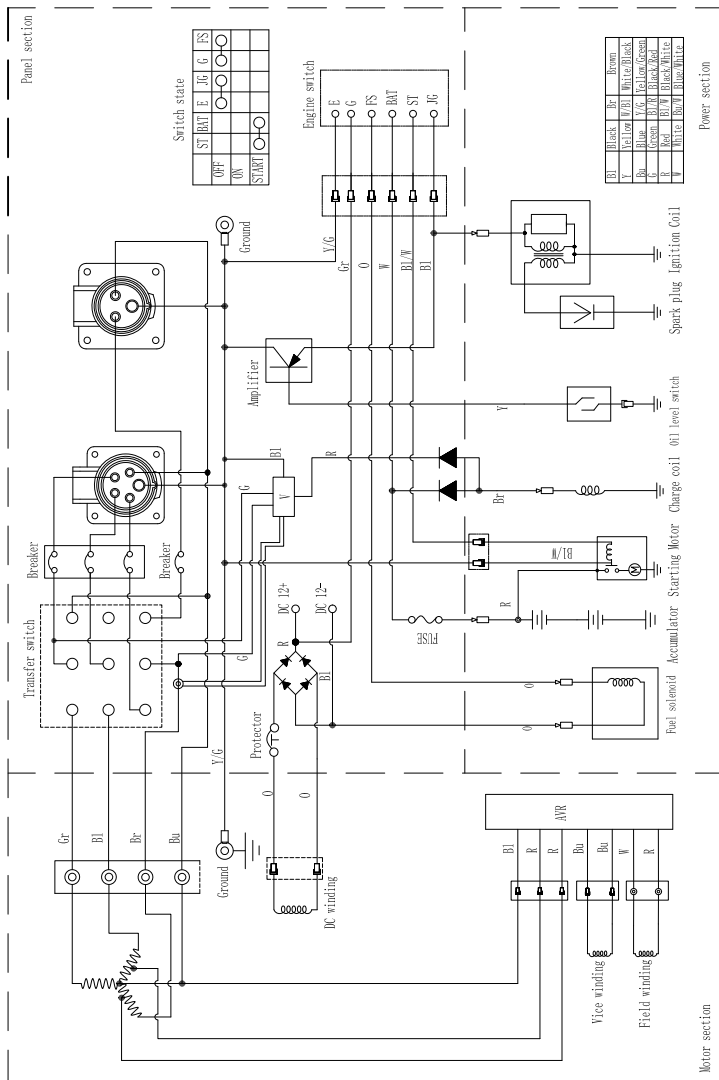 Panel section
Switch state
ST BAT E JG G FS
OFF
ON
START
Engine switch
E
G
FS
BAT
ST
JG
Bl Black Br Brown
Y Yellow W/Bl White/Black
Bu Blue Y/G Yellow/Green
G Green Bl/R Black/Red
R Red Bl/W Black/White
W White Bu/W Blue/White
Power section
Ground
Y/G
Gr
O
W
Bl/W
Bl
Amplifier
Spark plug
Ignition Coil
Y
Oil level switch
Breaker
Breaker
G
V
Bl
R
Br
Charge coil
Transfer switch
G
DC 12+
DC 12-
R
Bl
Bl/W
Starting Motor
M
R
FUSE
Accumulator
Protector
Y/G
O
O
O
O
Fuel solenoid
Gr
Bl
Br
Bu
Ground
DC winding
AVR
Bl
R
R
Bu
Bu
W
R
Vice winding
Field winding
Motor section